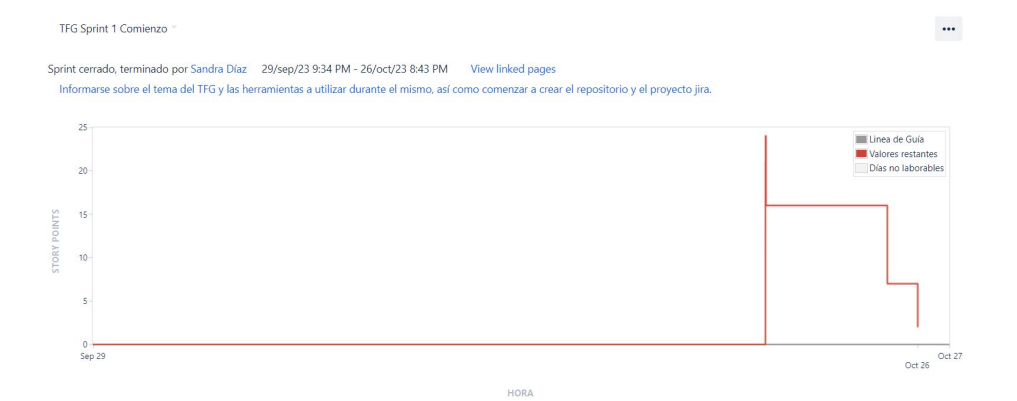 TFG Sprint 1 Comienzo
•••
Sprint cerrado, terminado por Sandra Díaz 29/sep/23 9:34 PM - 26/oct/23 8:43 PM View linked pages
Informarse sobre el tema del TFG y las herramientas a utilizar durante el mismo, así como comenzar a crear el repositorio y el proyecto jira.
25
Linea de Guía
Valores restantes
Días no laborables
20
15
10
5
0
STORY POINTS
Sep 29
Oct 26
Oct 27
HORA